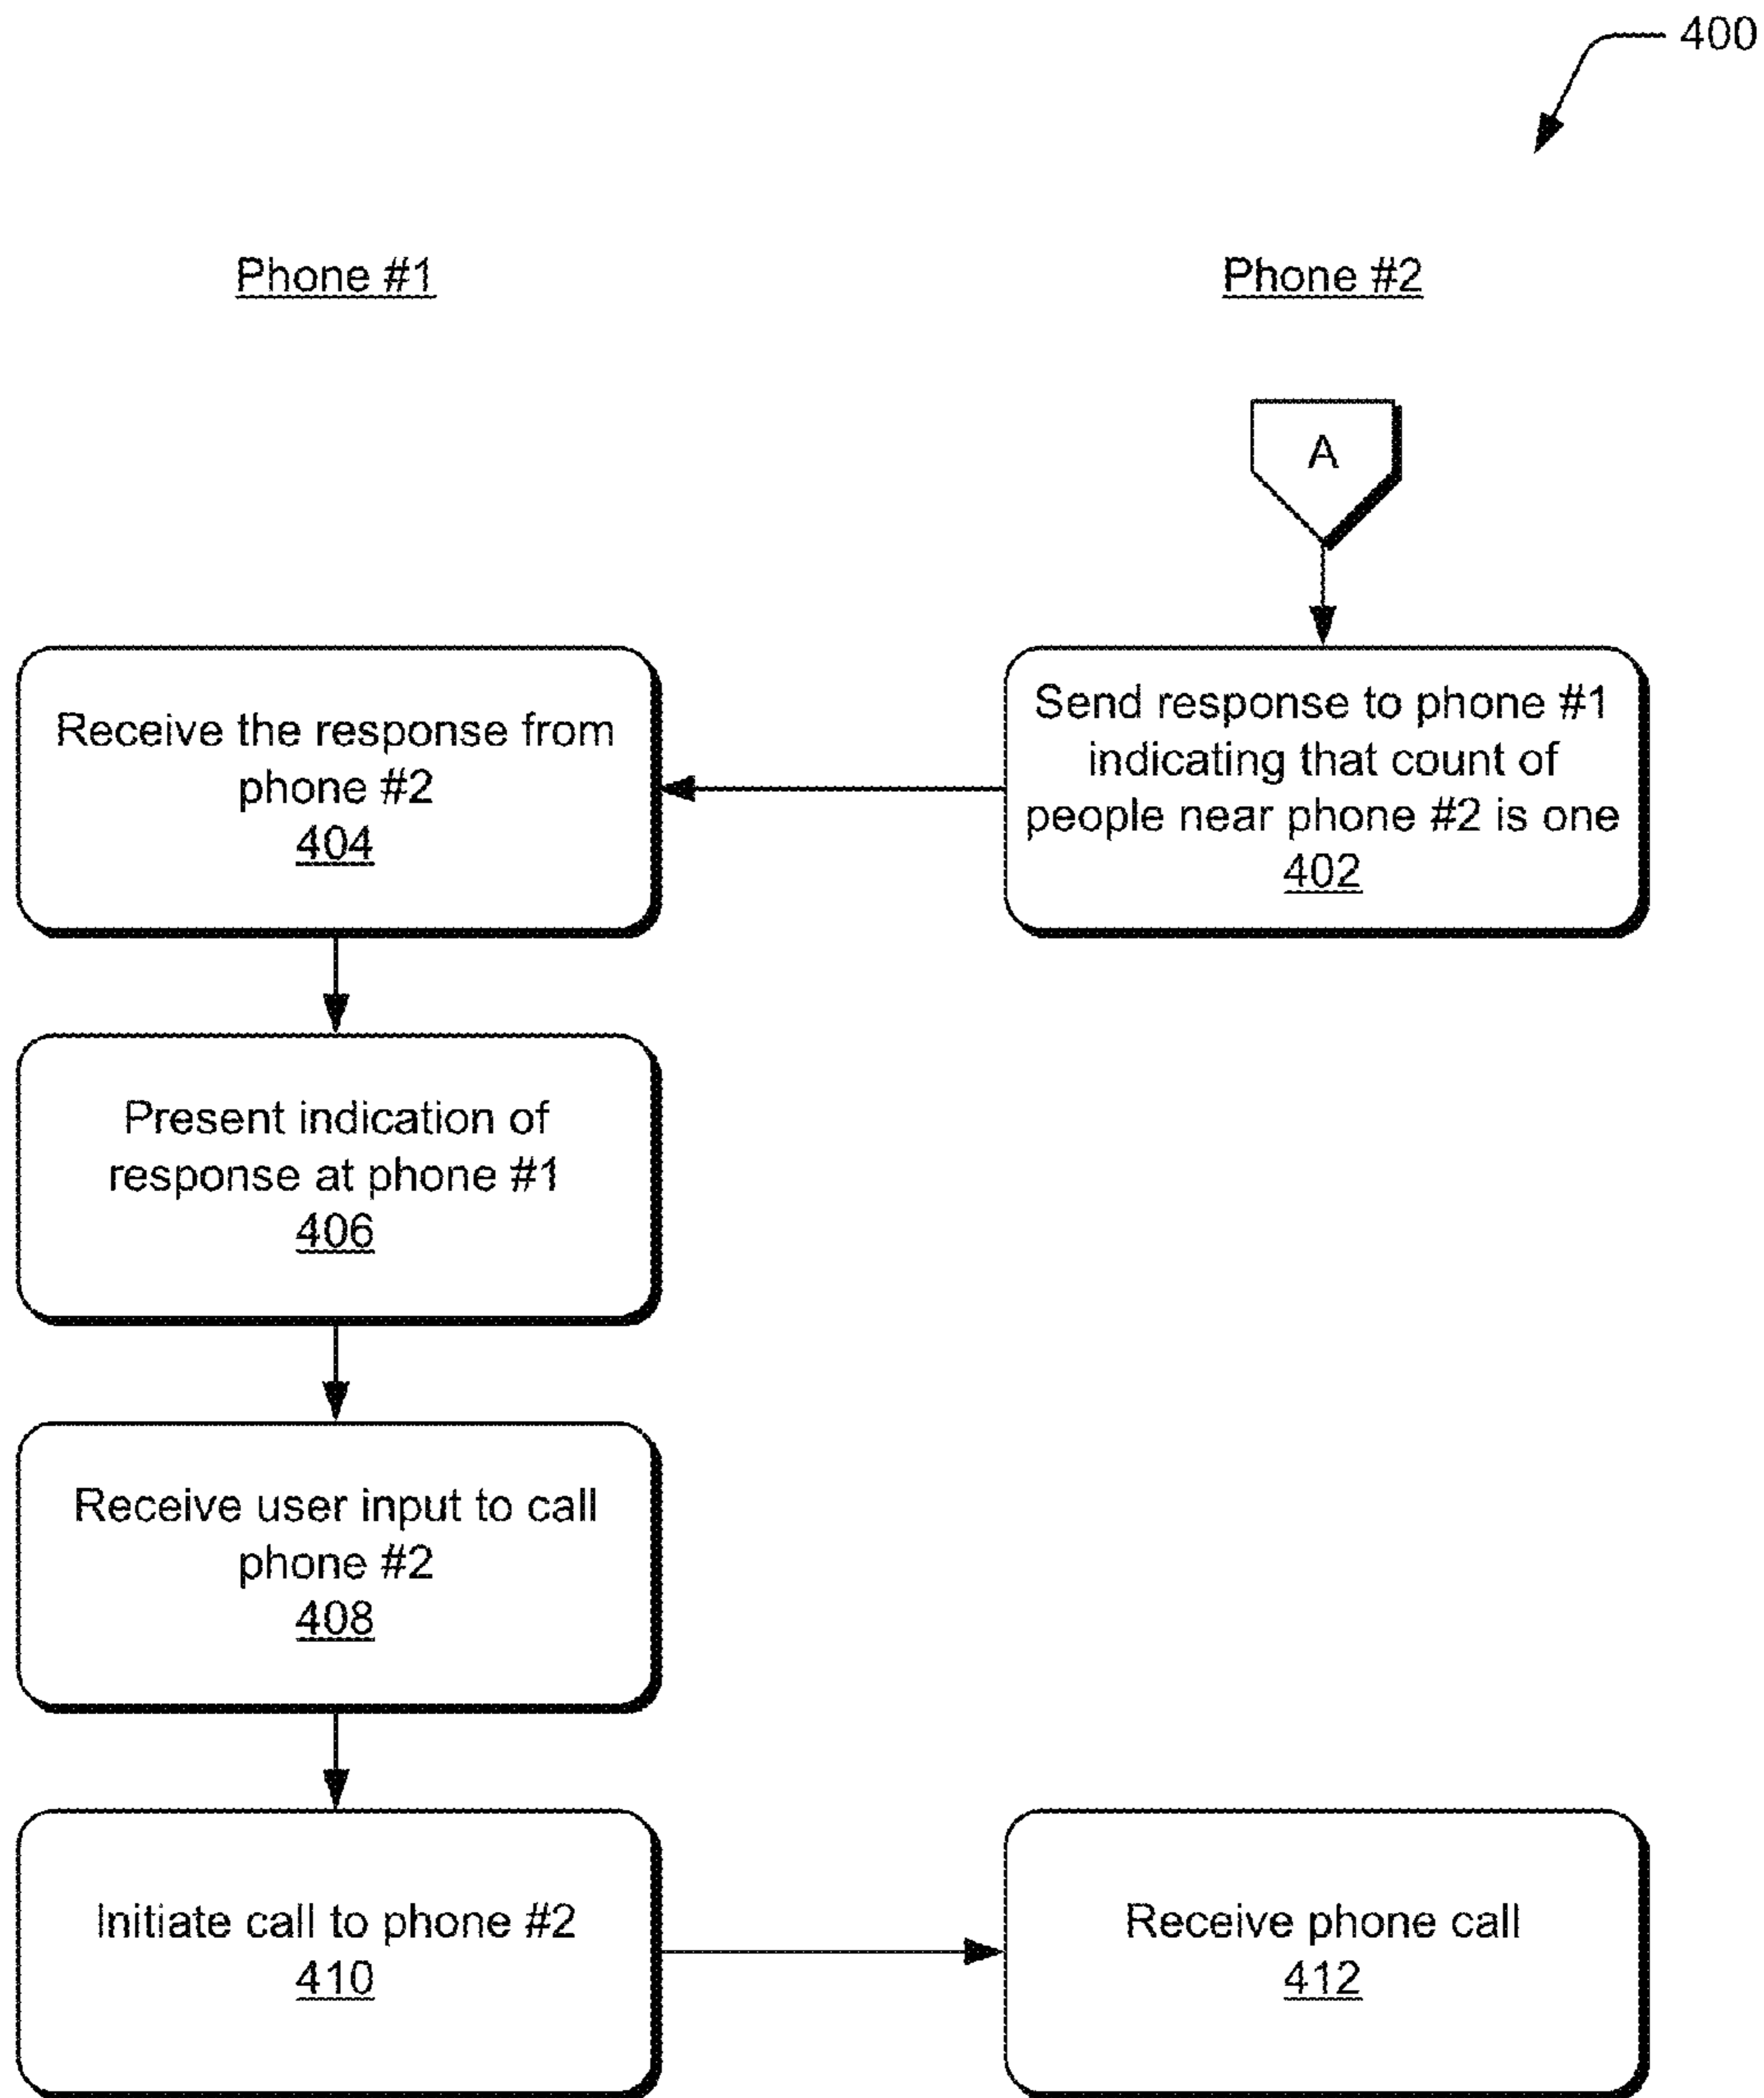 400
Phone #1
Phone #2
A
Send response to phone #1
indicating that count of
people near phone #2 is one
402
Receive the response from
phone #2
404
Present indication of
response at phone #1
406
Receive user input to call
phone #2
408
Initiate call to phone #2
410
Receive phone call
412